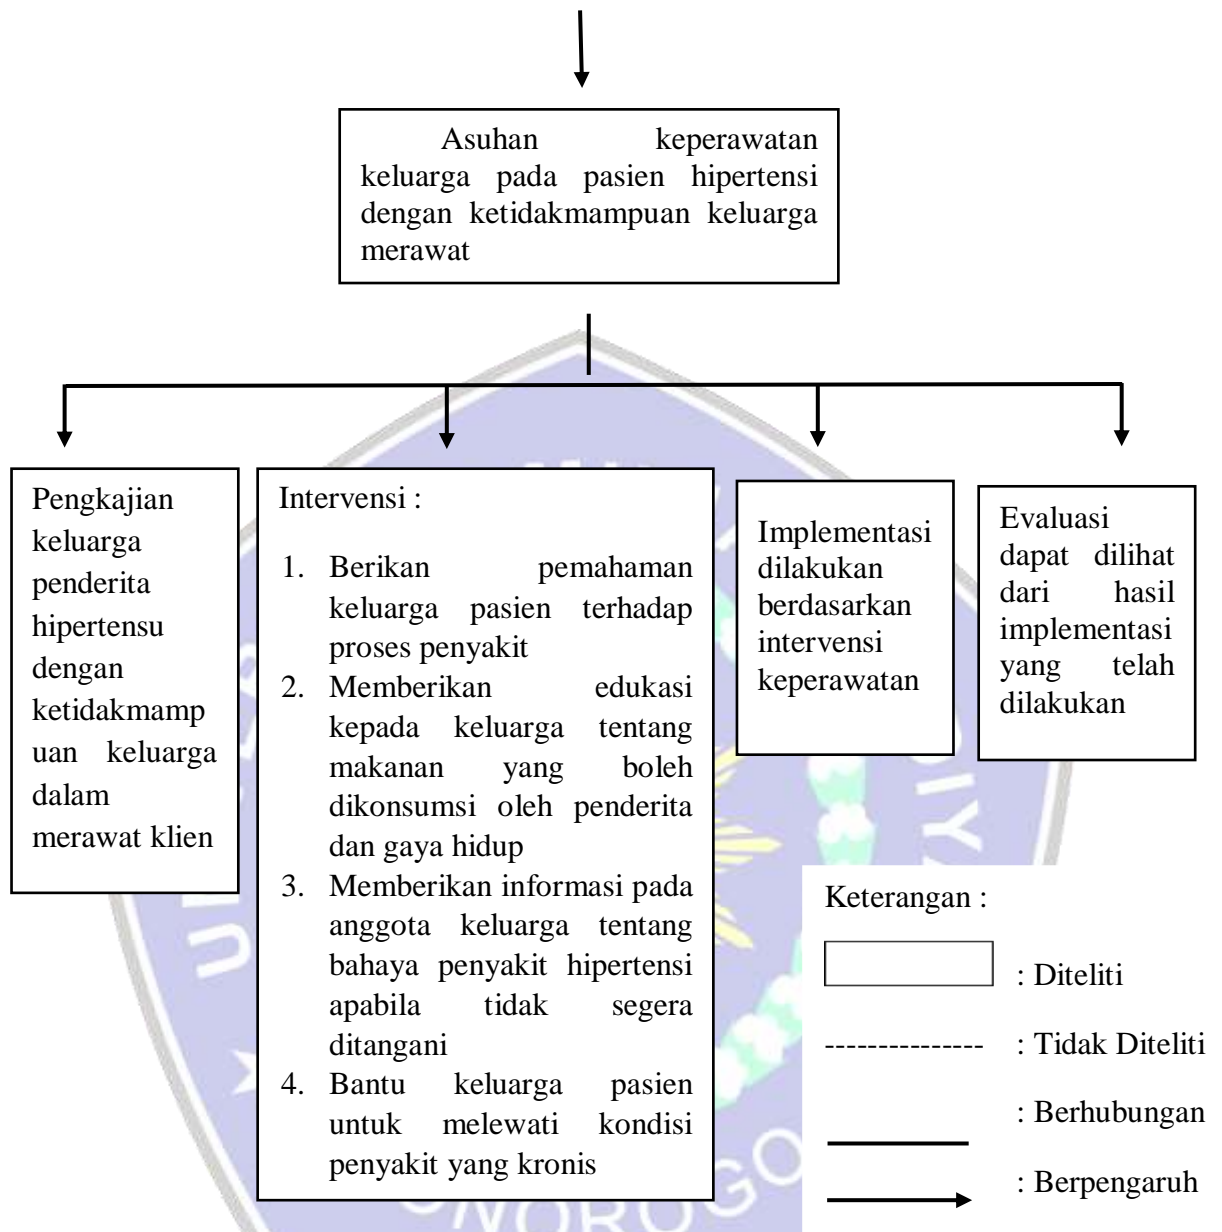 Asuhan keperawatan
keluarga pada pasien hipertensi
dengan ketidakmampuan keluarga
merawat
Pengkajian
keluarga
penderita
hipertensu
dengan
ketidakmamp
uan keluarga
dalam
merawat klien
Intervensi :
1. Berikan pemahaman
keluarga pasien terhadap
proses penyakit
2. Memberikan edukasi
kepada keluarga tentang
makanan yang boleh
dikonsumsi oleh penderita
dan gaya hidup
3. Memberikan informasi pada
anggota keluarga tentang
bahaya penyakit hipertensi
apabila tidak segera
ditangani
4. Bantu keluarga pasien
untuk melewati kondisi
penyakit yang kronis
Implementasi
dilakukan
berdasarkan
intervensi
keperawatan
Evaluasi
dapat dilihat
dari hasil
implementasi
yang telah
dilakukan
Keterangan :
: Diteliti
: Tidak Diteliti
: Berhubungan
: Berpengaruh